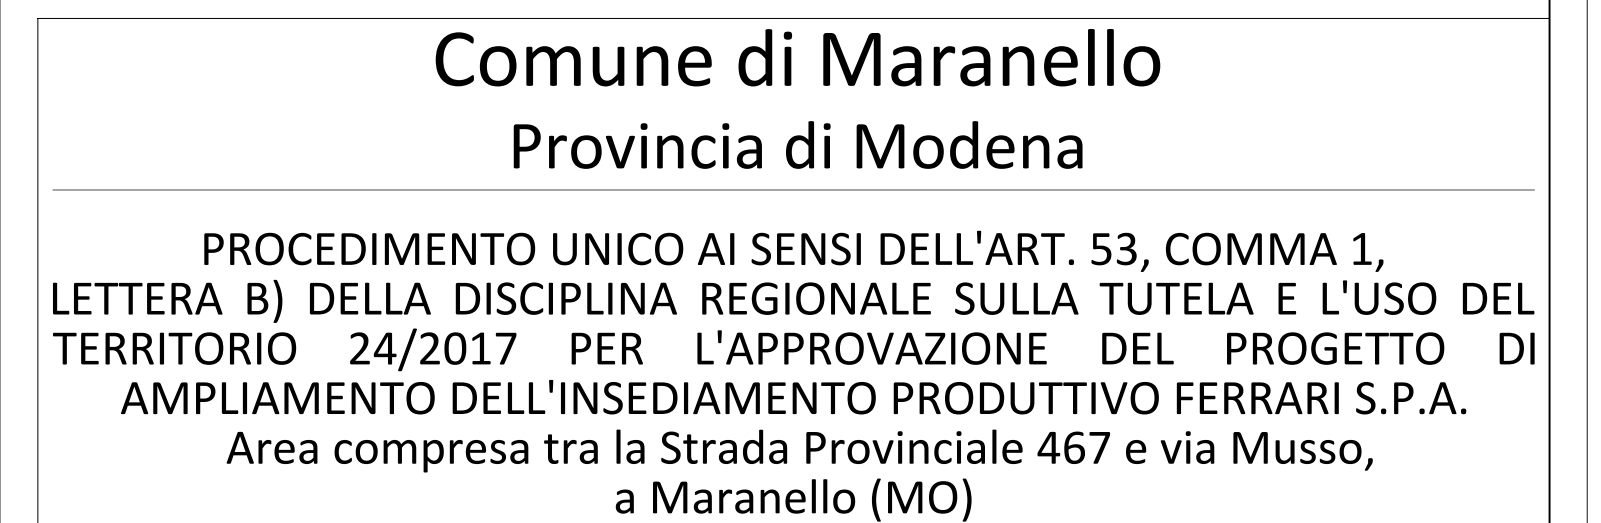 Comune di Maranello
Provincia di Modena
PROCEDIMENTO UNICO AI SENSI DELL'ART. 53, COMMA 1,
LETTERA B) DELLA DISCIPLINA REGIONALE SULLA TUTELA E L'USO DEL
TERRITORIO 24/2017 PER L'APPROVAZIONE DEL PROGETTO DI
AMPLIAMENTO DELL'INSEDIAMENTO PRODUTTIVO FERRARI S.P.A.
Area compresa tra la Strada Provinciale 467 e via Musso,
a Maranello (MO)